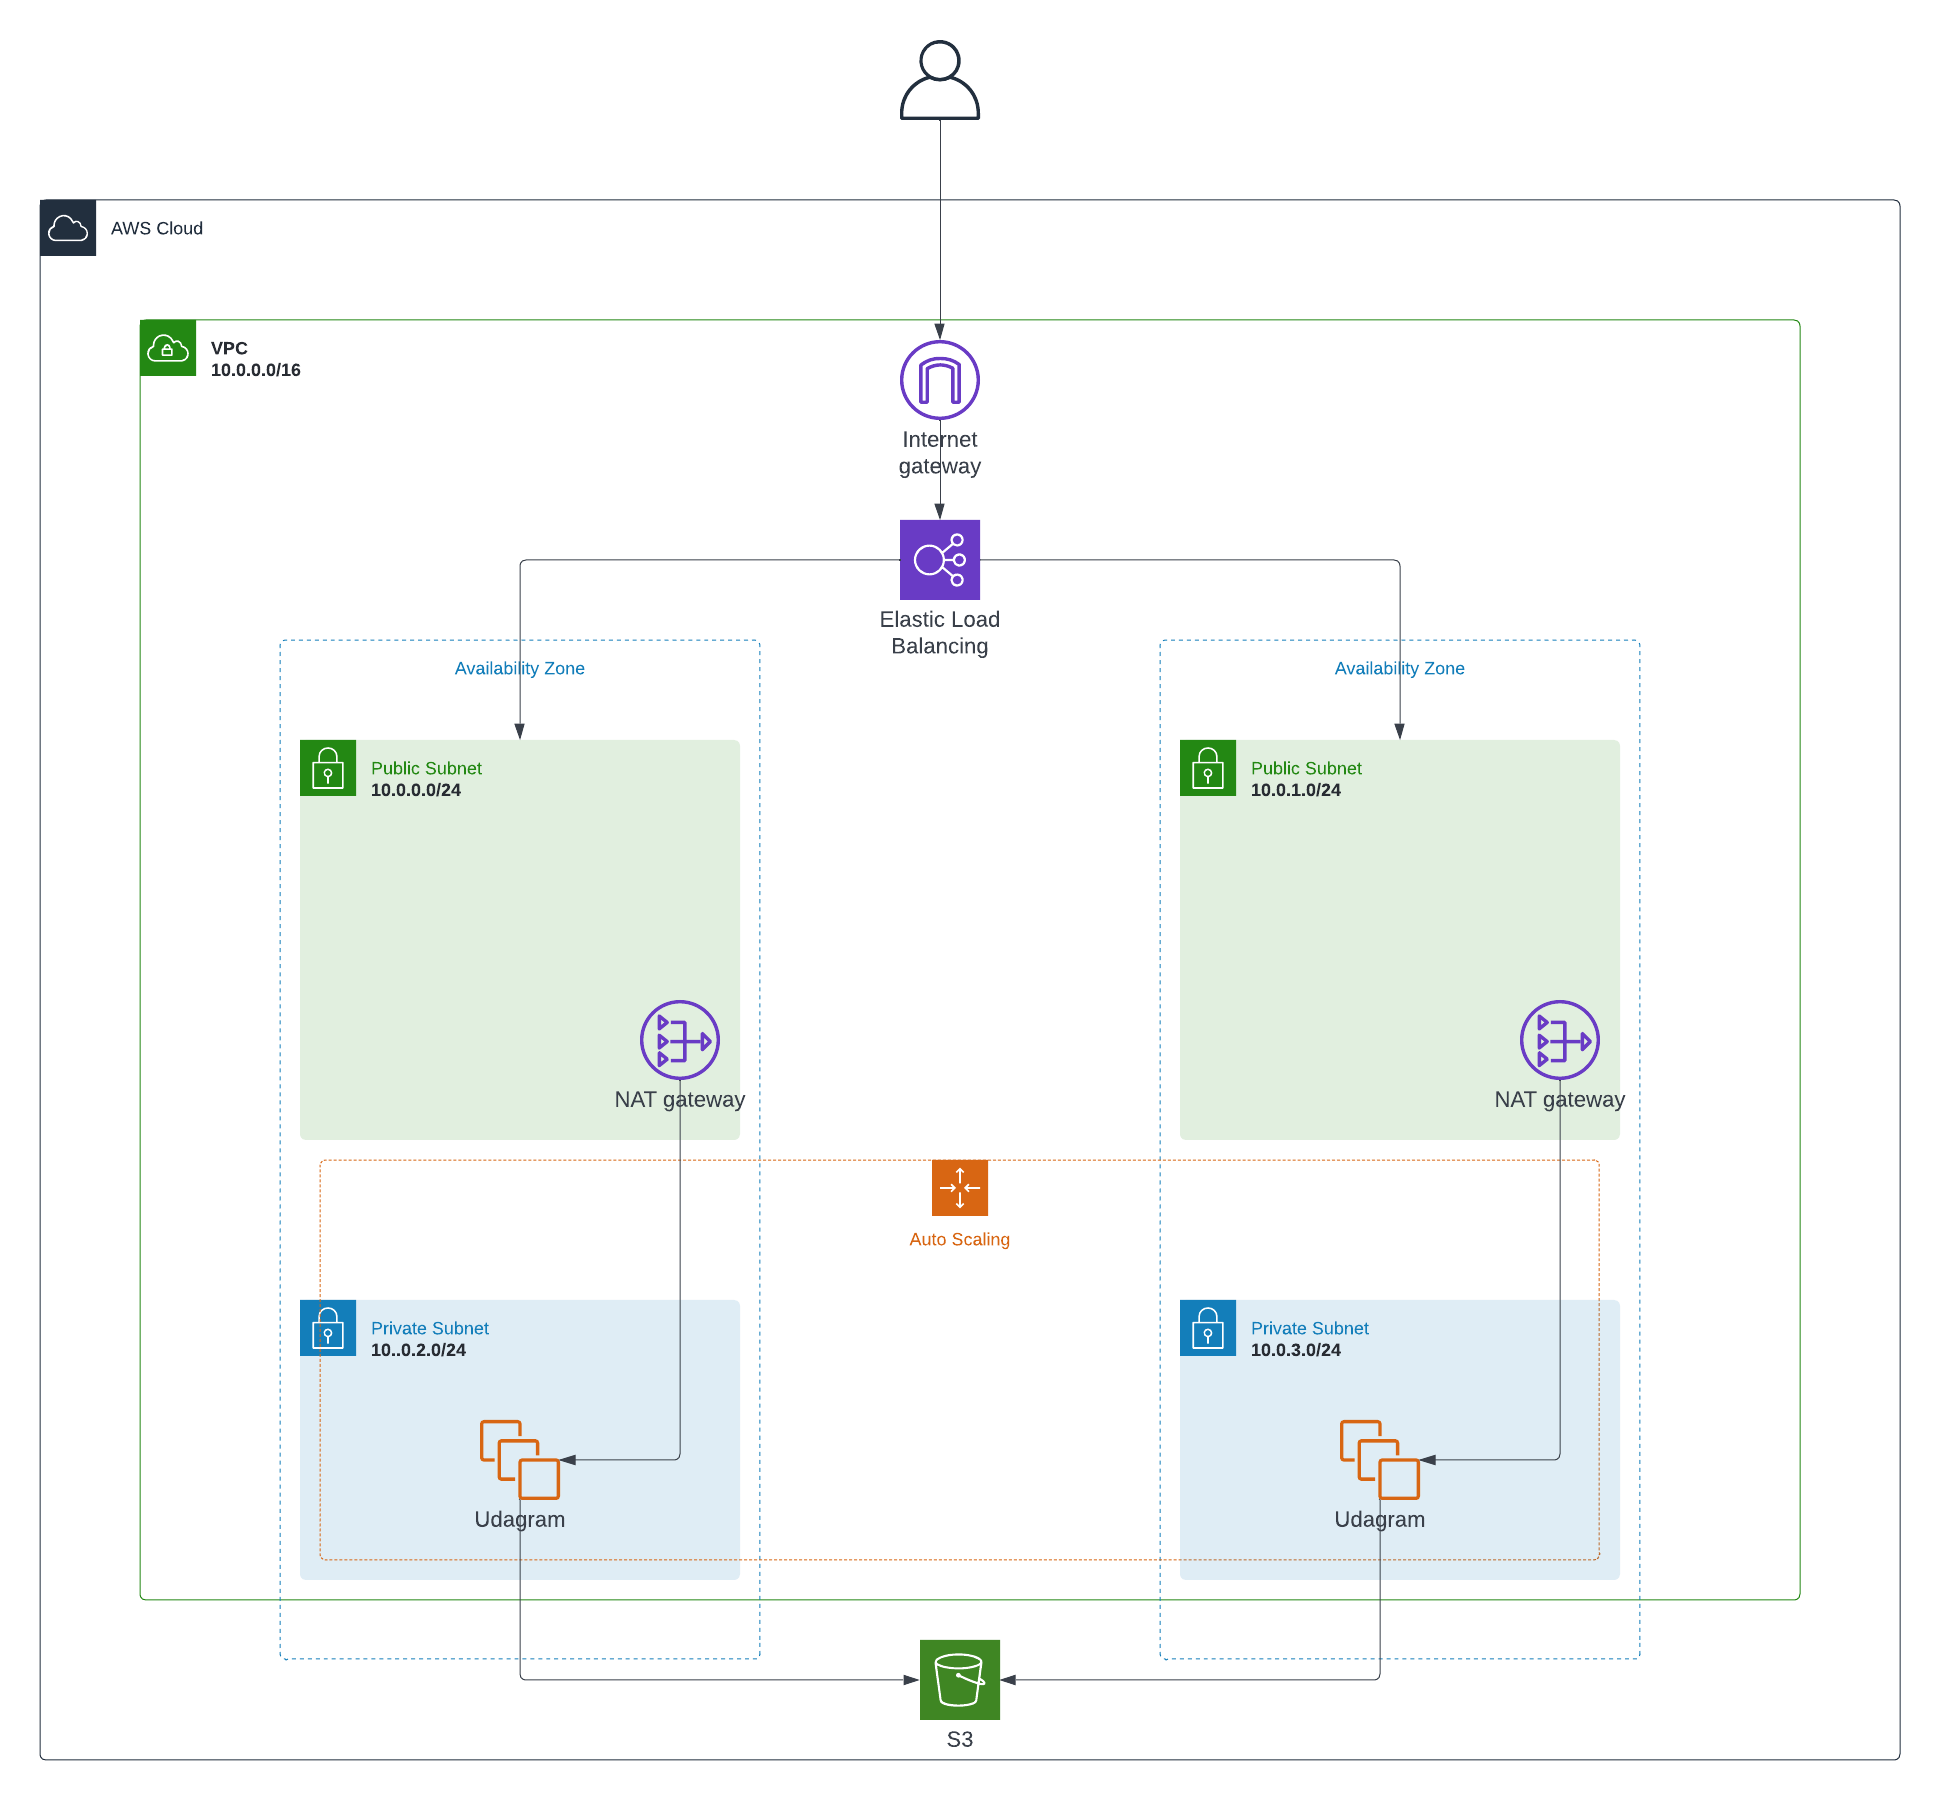 AWS Cloud
VPC
10.0.0.0/16
Internet
gateway
Elastic Load
Balancing
Availability Zone
Availability Zone
Public Subnet
10.0.0.0/24
Public Subnet
10.0.1.0/24
NAT gateway
NAT gateway
Auto Scaling
Private Subnet
10..0.2.0/24
Private Subnet
10.0.3.0/24
Udagram
Udagram
S3